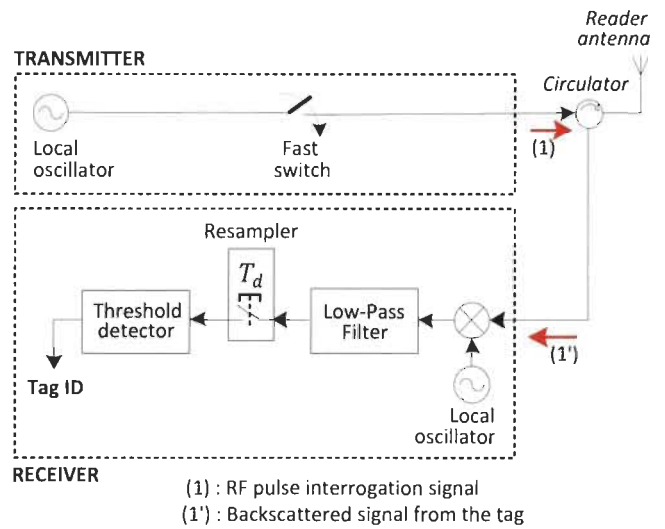 Reader
antenna
TRANSMITTER
Circulator
Local
oscillator
Fast
switch
(1)
Resampler
T_d
Threshold
detector
Low-Pass
Filter
(1')
Tag ID
Local
oscillator
RECEIVER
(1) : RF pulse interrogation signal
(1') : Backscattered signal from the tag